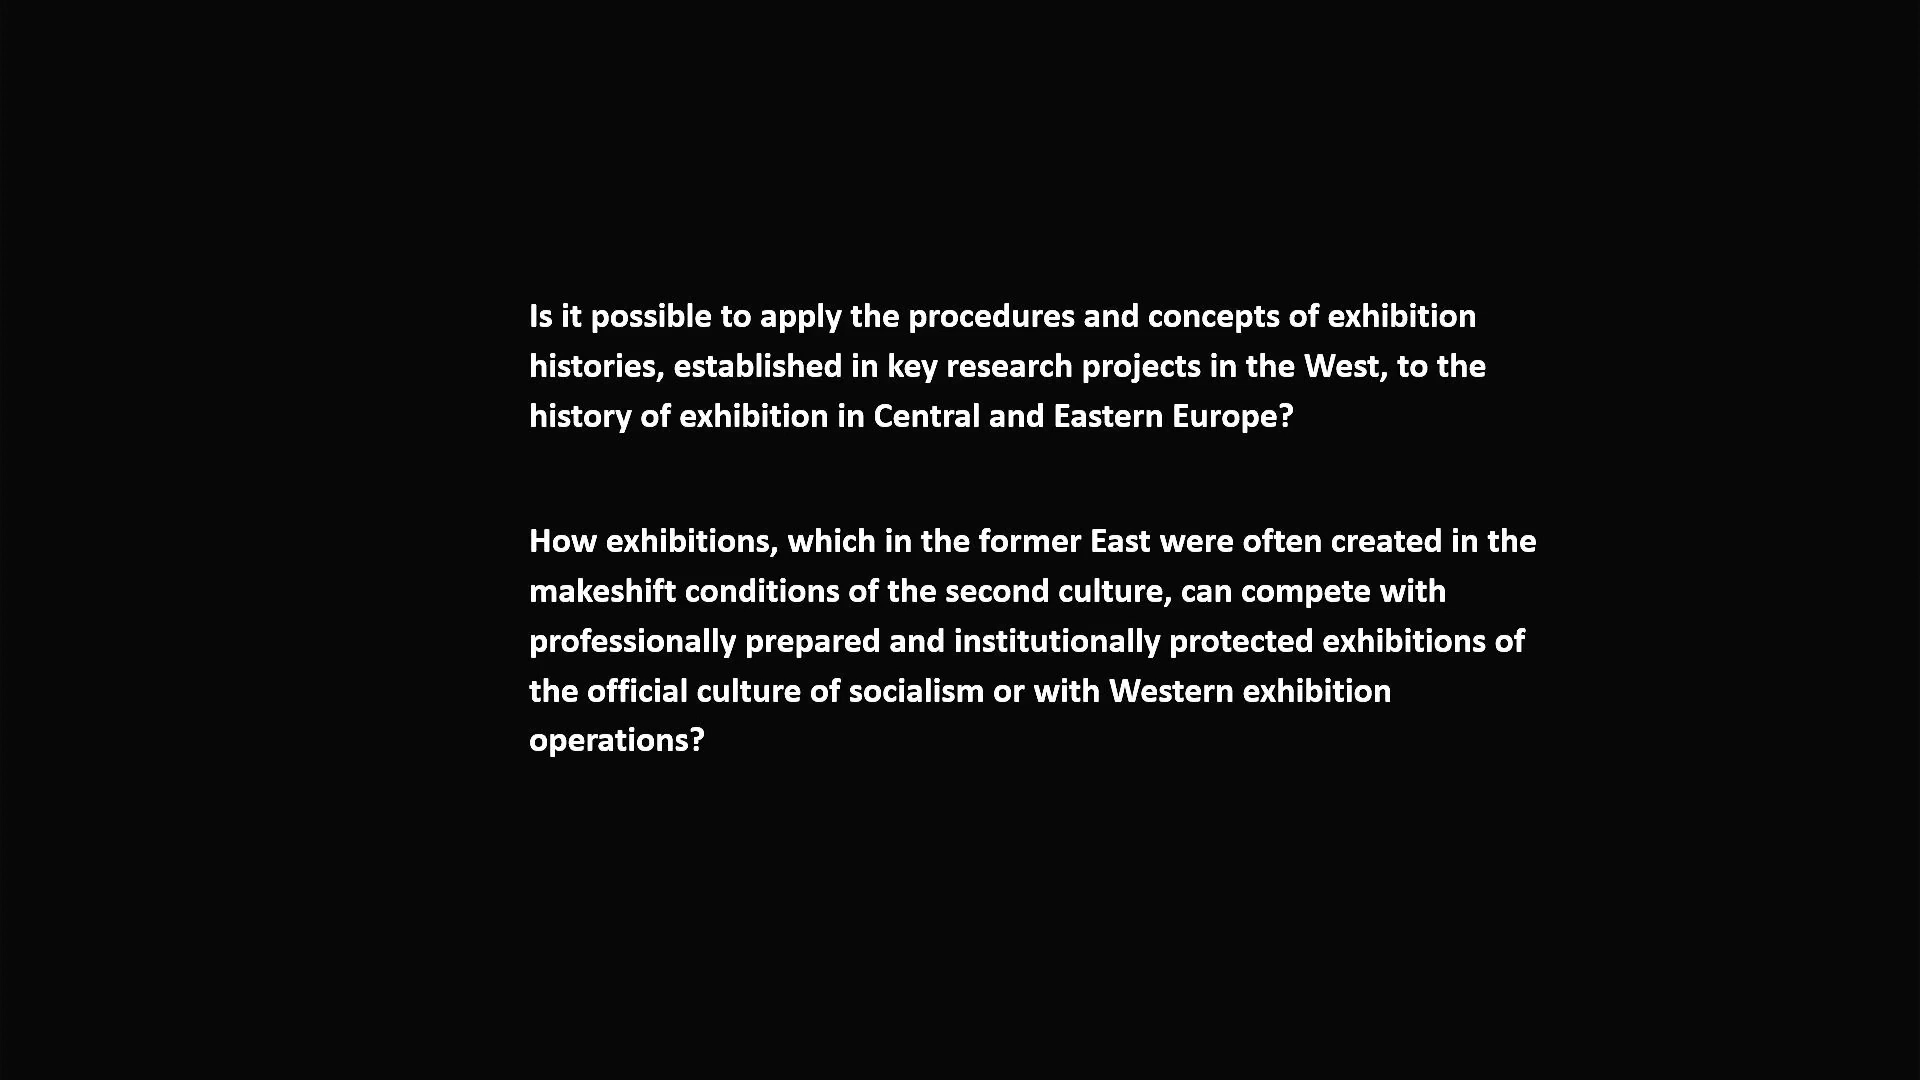 Is it possible to apply the procedures and concepts of exhibition
histories, established in key research projects in the West, to the
history of exhibition in Central and Eastern Europe?
How exhibitions, which in the former East were often created in the
makeshift conditions of the second culture, can compete with
professionally prepared and institutionally protected exhibitions of
the official culture of socialism or with Western exhibition
operations?